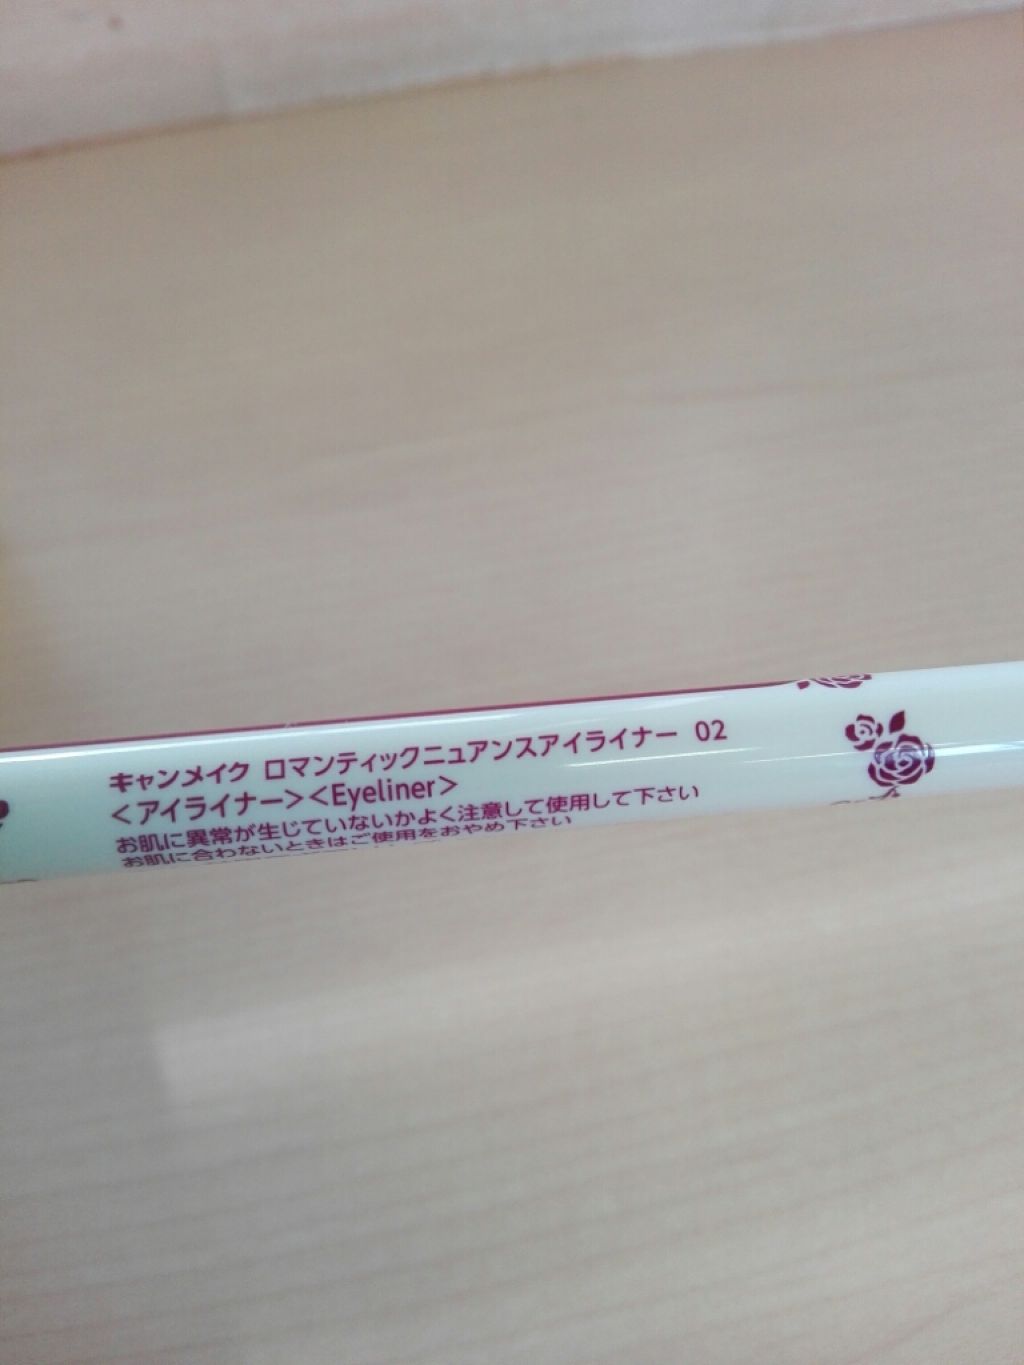 キャンメイク ロマンティックニュアンスアイライナー 02
<アイライナー><Eyeliner>
お肌に異常が生じていないかよく注意して使用して下さい
お肌に合わないときはご使用をおやめ下さい